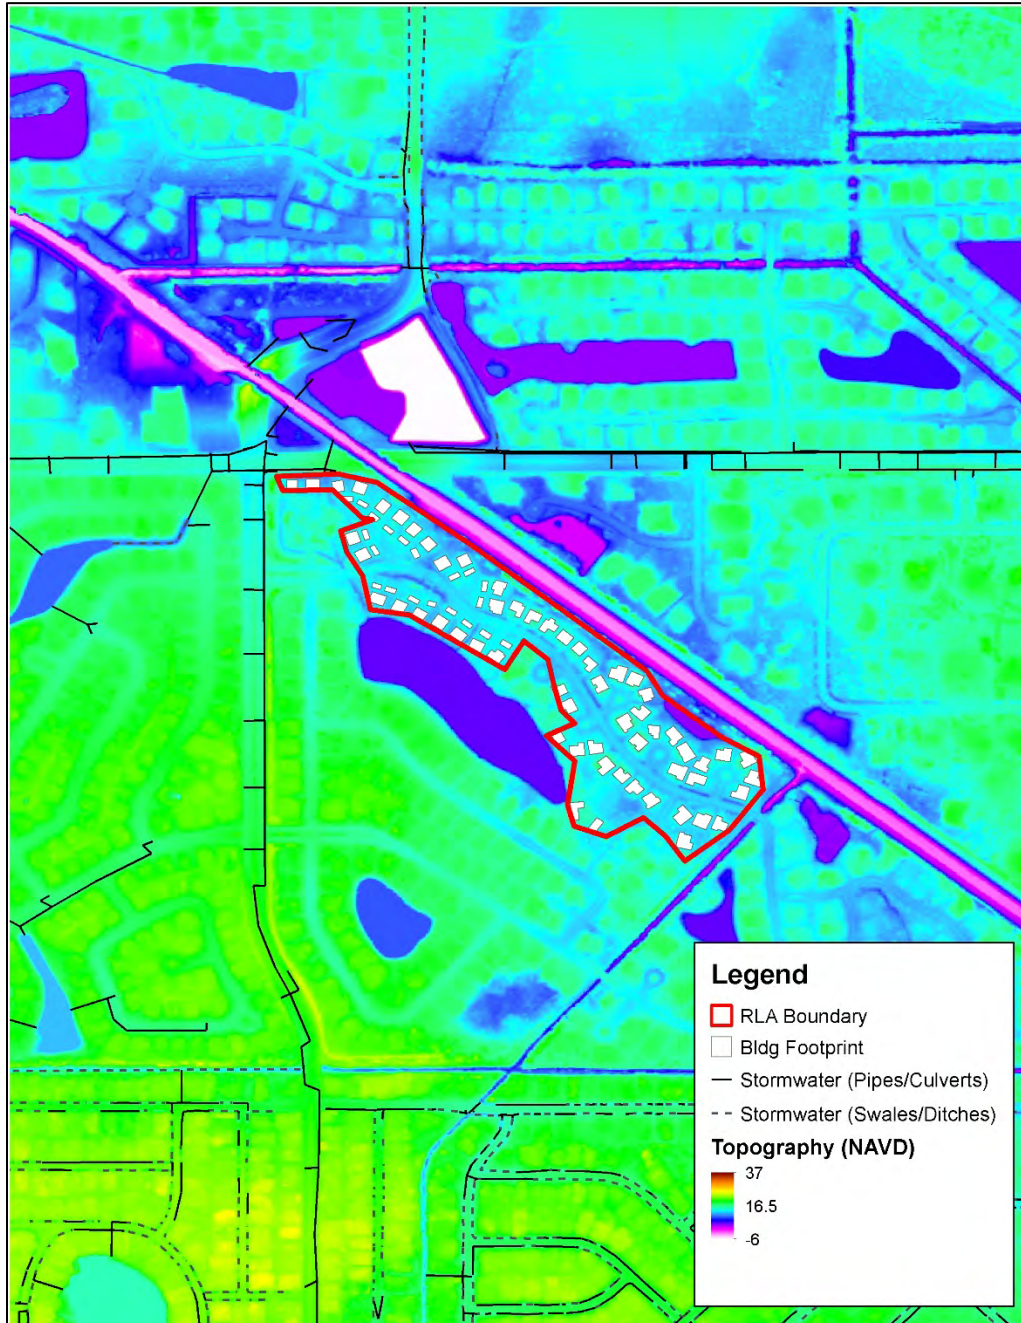 Legend
RLA Boundary
Bldg Footprint
Stormwater (Pipes/Culverts)
Stormwater (Swales/Ditches)
Topography (NAVD)
37
16.5
-6